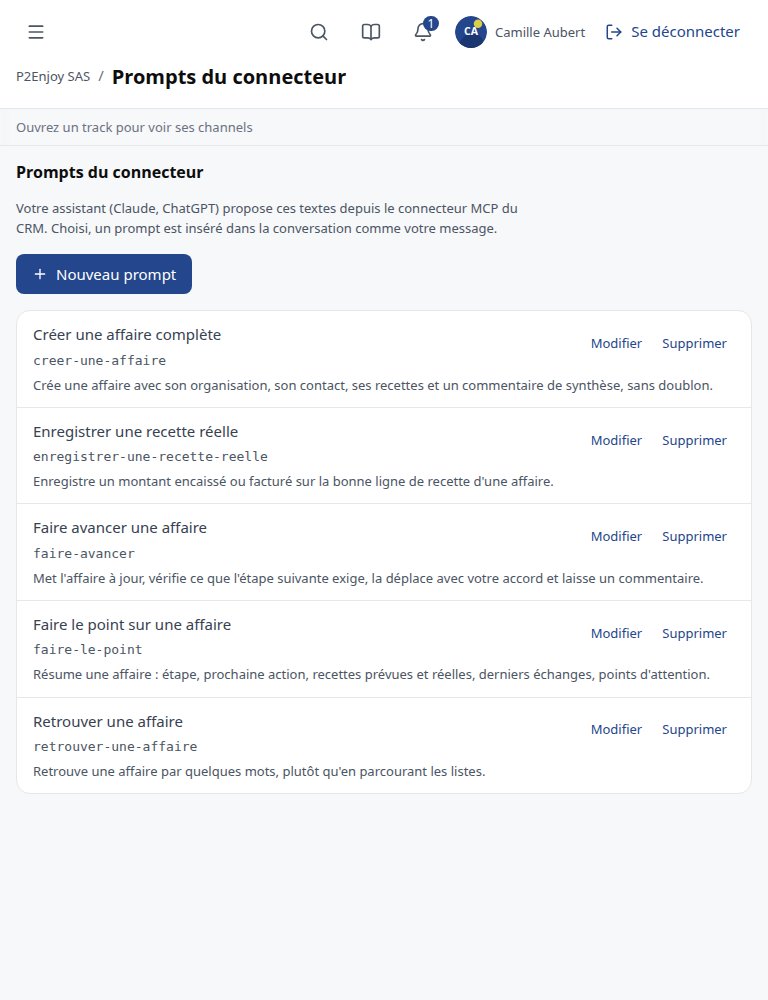 1
CA
Camille Aubert
Se déconnecter
P2Enjoy SAS / Prompts du connecteur
Ouvrez un track pour voir ses channels
Prompts du connecteur
Votre assistant (Claude, ChatGPT) propose ces textes depuis le connecteur MCP du
CRM. Choisi, un prompt est inséré dans la conversation comme votre message.
+ Nouveau prompt
Créer une affaire complète
Modifier Supprimer
creer-une-affaire
Crée une affaire avec son organisation, son contact, ses recettes et un commentaire de synthèse, sans doublon.
Enregistrer une recette réelle
Modifier Supprimer
enregistrer-une-recette-reelle
Enregistre un montant encaissé ou facturé sur la bonne ligne de recette d'une affaire.
Faire avancer une affaire
Modifier Supprimer
faire-avancer
Met l'affaire à jour, vérifie ce que l'étape suivante exige, la déplace avec votre accord et laisse un commentaire.
Faire le point sur une affaire
Modifier Supprimer
faire-le-point
Résume une affaire : étape, prochaine action, recettes prévues et réelles, derniers échanges, points d'attention.
Retrouver une affaire
Modifier Supprimer
retrouver-une-affaire
Retrouve une affaire par quelques mots, plutôt qu'en parcourant les listes.